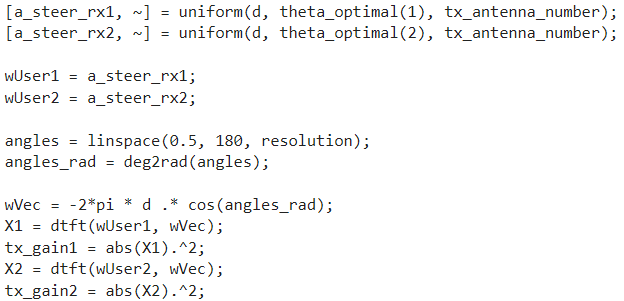 [a_steer_rx1, ~] = uniform(d, theta_optimal(1), tx_antenna_number);
[a_steer_rx2, ~] = uniform(d, theta_optimal(2), tx_antenna_number);
wUser1 = a_steer_rx1;
wUser2 = a_steer_rx2;
angles = linspace(0.5, 180, resolution);
angles_rad = deg2rad(angles);
wVec = -2*pi * d .* cos(angles_rad);
X1 = dtft(wUser1, wVec);
tx_gain1 = abs(X1).^2;
X2 = dtft(wUser2, wVec);
tx_gain2 = abs(X2).^2;